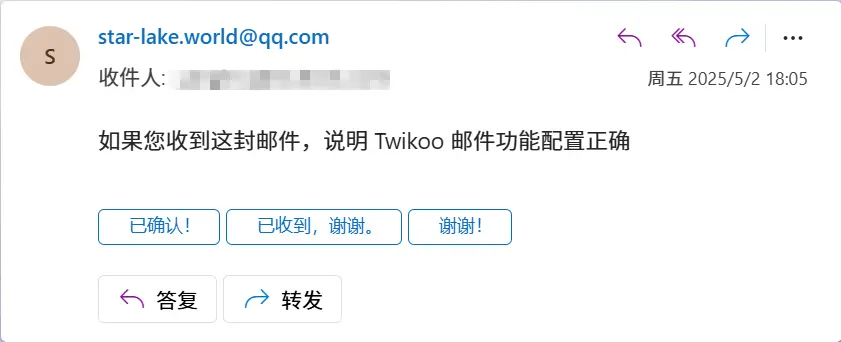 S
star-lake.world@qq.com
收件人:
周五 2025/5/2 18:05
如果您收到这封邮件，说明 Twikoo 邮件功能配置正确
已确认！
已收到，谢谢。
谢谢！
答复
转发